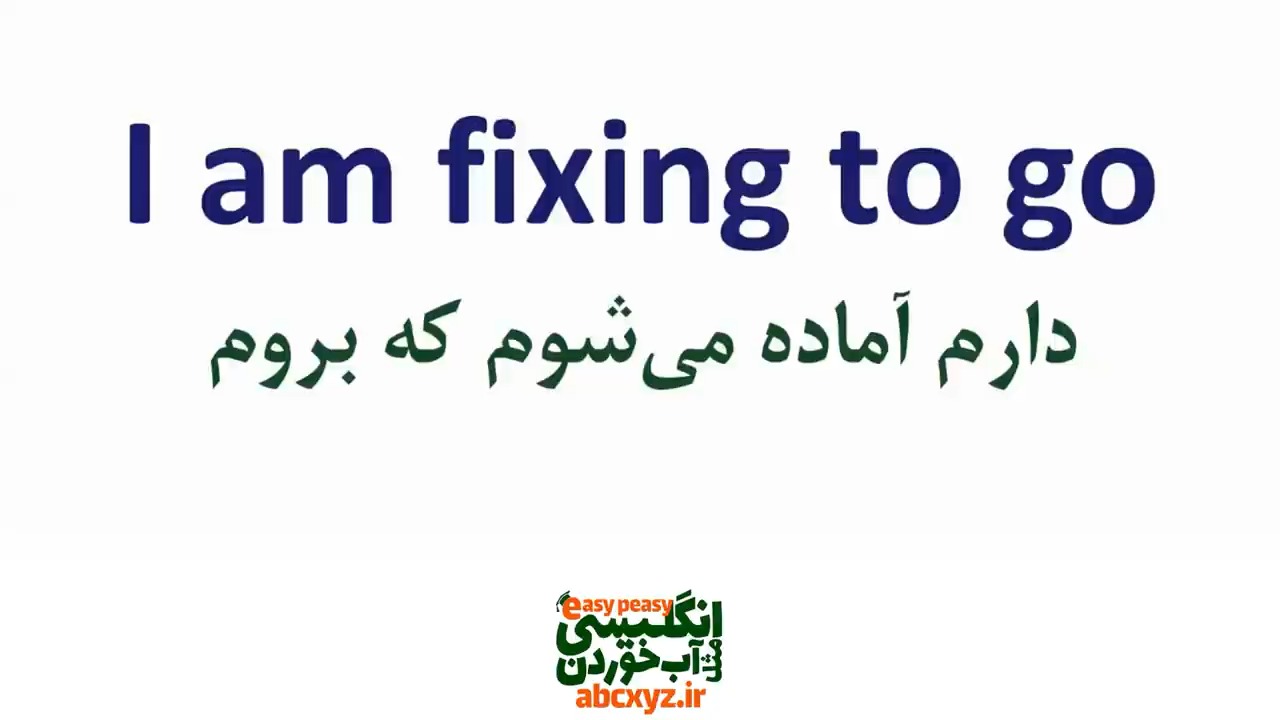 I am fixing to go
دارم آماده می‌شوم که بروم
easy peasy
انگلیسی
مثل
آب خوردن
abcxyz.ir